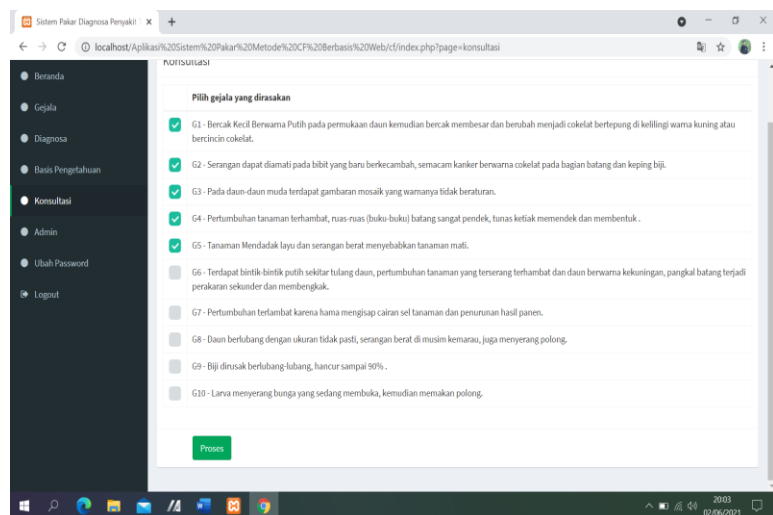 Sistem Pakar Diagnosa Penyakit
localhost/Aplikasi%20Sistem%20Pakar%20Metode%20CF%20Berbasis%20Web/cf/index.php?page=konsultasi
Konsultasi
Beranda
Gejala
Diagnosa
Basis Pengetahuan
Konsultasi
Admin
Ubah Password
Logout
Pilih gejala yang dirasakan
G1 - Bercak Kecil Berwarna Putih pada permukaan daun kemudian bercak membesar dan berubah menjadi cokelat bertepung di kelilingi warna kuning atau
bercincin cokelat.
G2 - Serangan dapat diamati pada bibit yang baru berkecambah, semacam kanker berwarna cokelat pada bagian batang dan keping biji.
G3 - Pada daun-daun muda terdapat gambaran mosaik yang warnanya tidak beraturan.
G4 - Pertumbuhan tanaman terhambat, ruas-ruas (buku-buku) batang sangat pendek, tunas ketiak memendek dan membentuk .
G5 - Tanaman Mendadak layu dan serangan berat menyebabkan tanaman mati.
G6 - Terdapat bintik-bintik putih sekitar tulang daun, pertumbuhan tanaman yang terserang terhambat dan daun berwarna kekuningan, pangkal batang terjadi
perakaran sekunder dan membengkak.
G7 - Pertumbuhan terlambat karena hama mengisap cairan sel tanaman dan penurunan hasil panen.
G8 - Daun berlubang dengan ukuran tidak pasti, serangan berat di musim kemarau, juga menyerang polong.
G9 - Biji dirusak berlubang-lubang, hancur sampai 90% .
G10 - Larva menyerang bunga yang sedang membuka, kemudian memakan polong.
Proses
20:03
02/06/2021